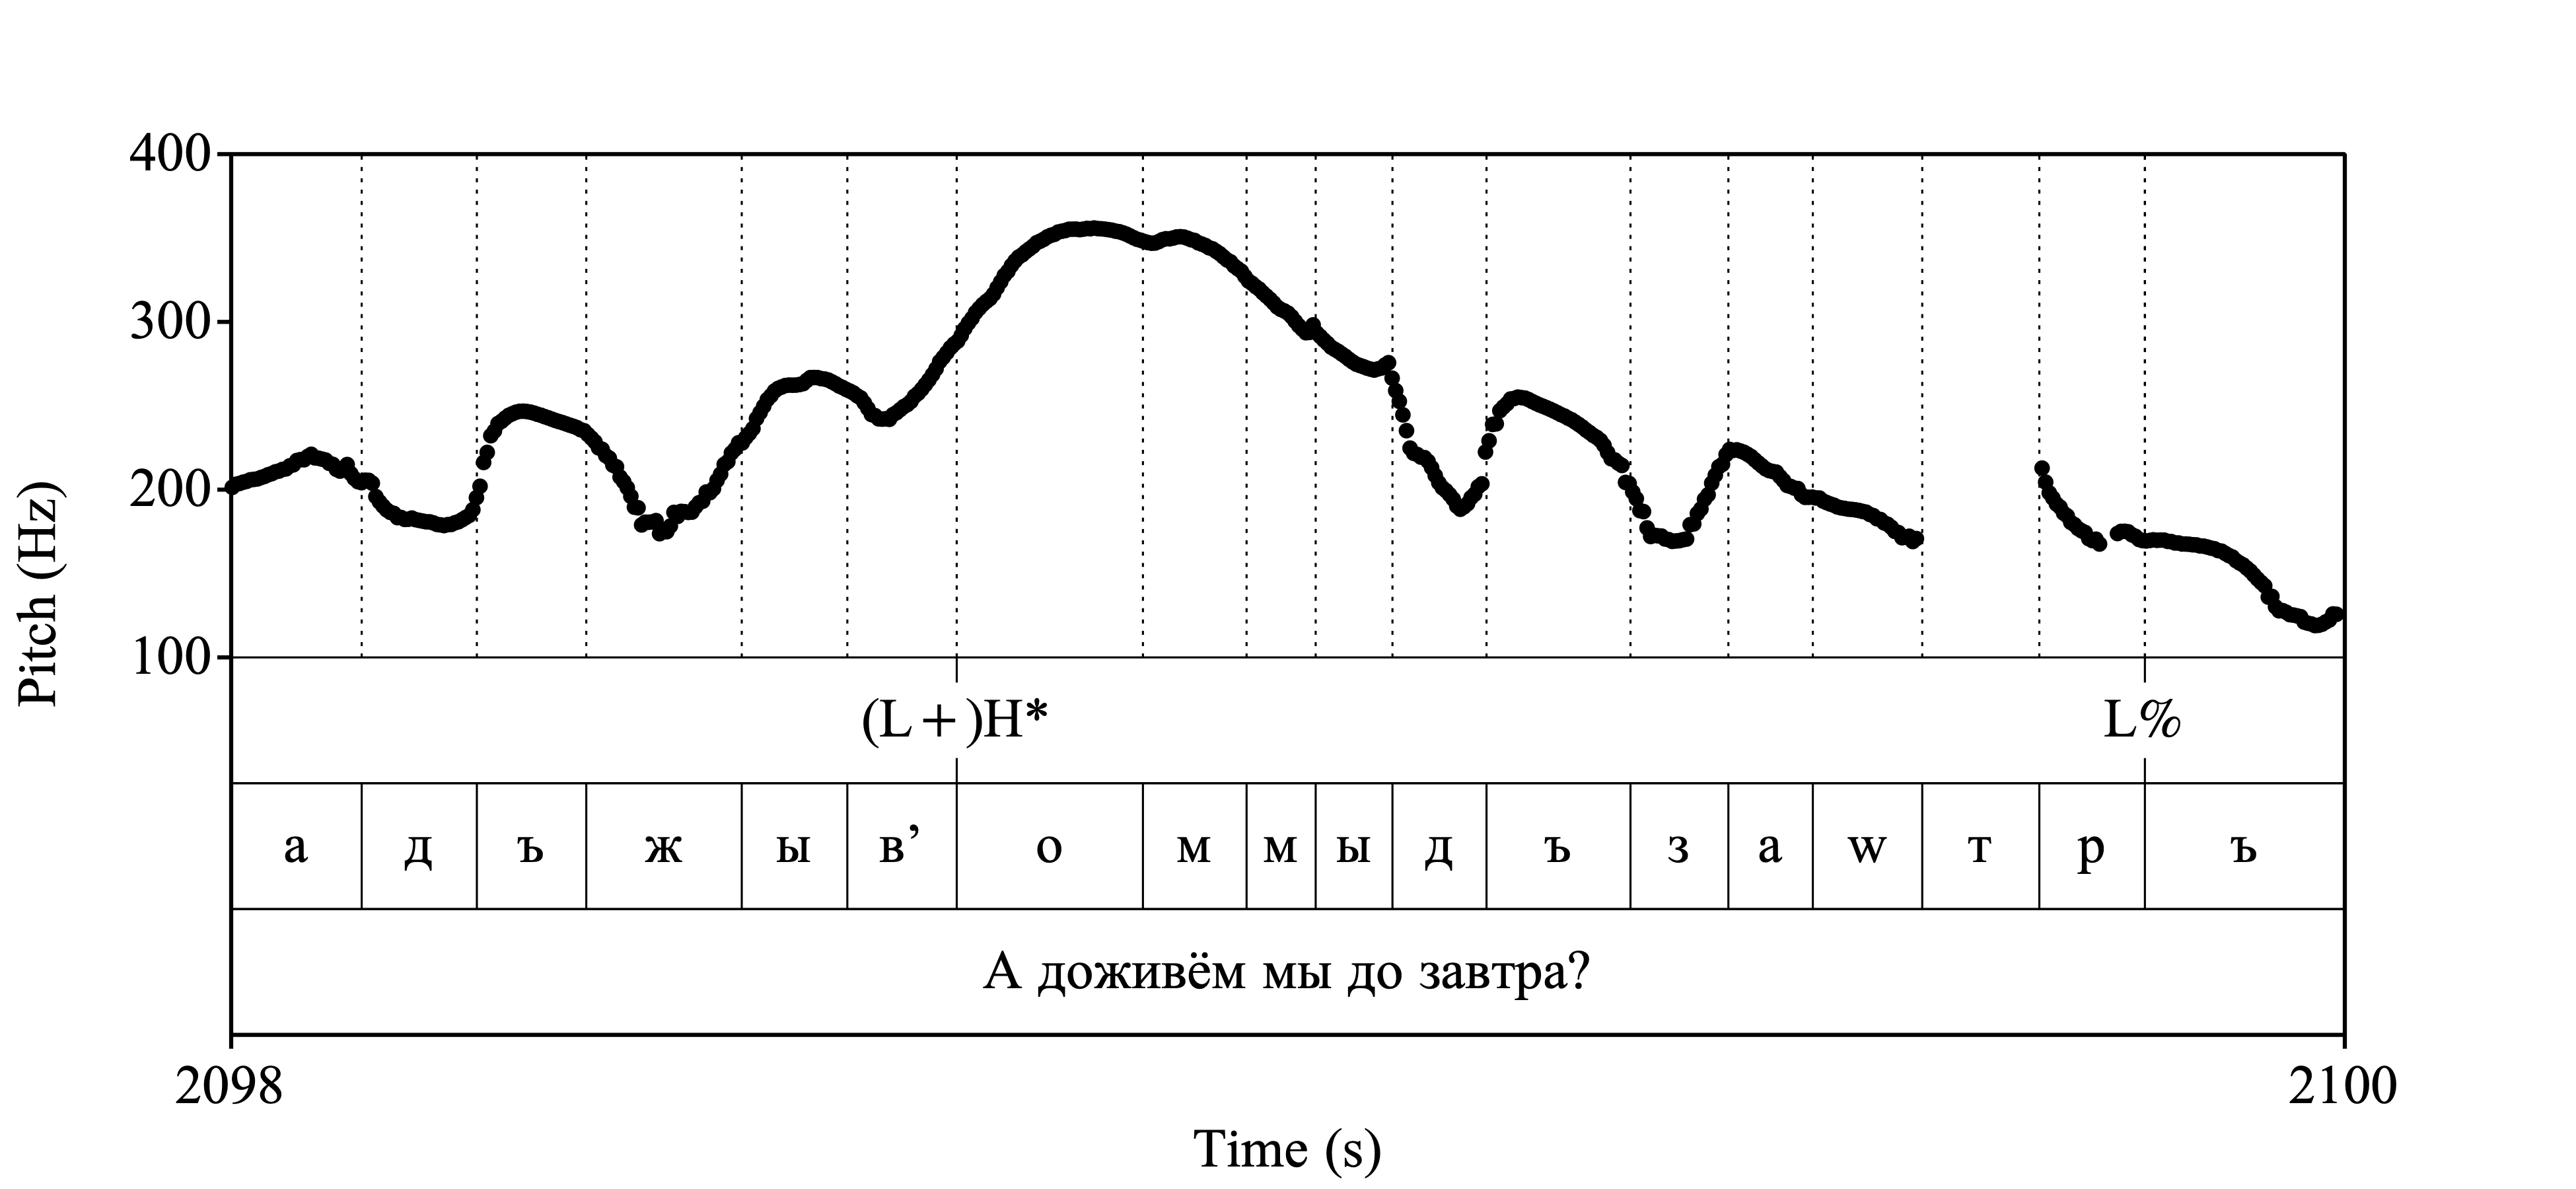 400
300
200
100
Pitch (Hz)
(L+)H* L%
а д ъ ж ы в’ о м м ы д ъ з а w т р ъ
А доживём мы до завтра?
2098 2100
Time (s)